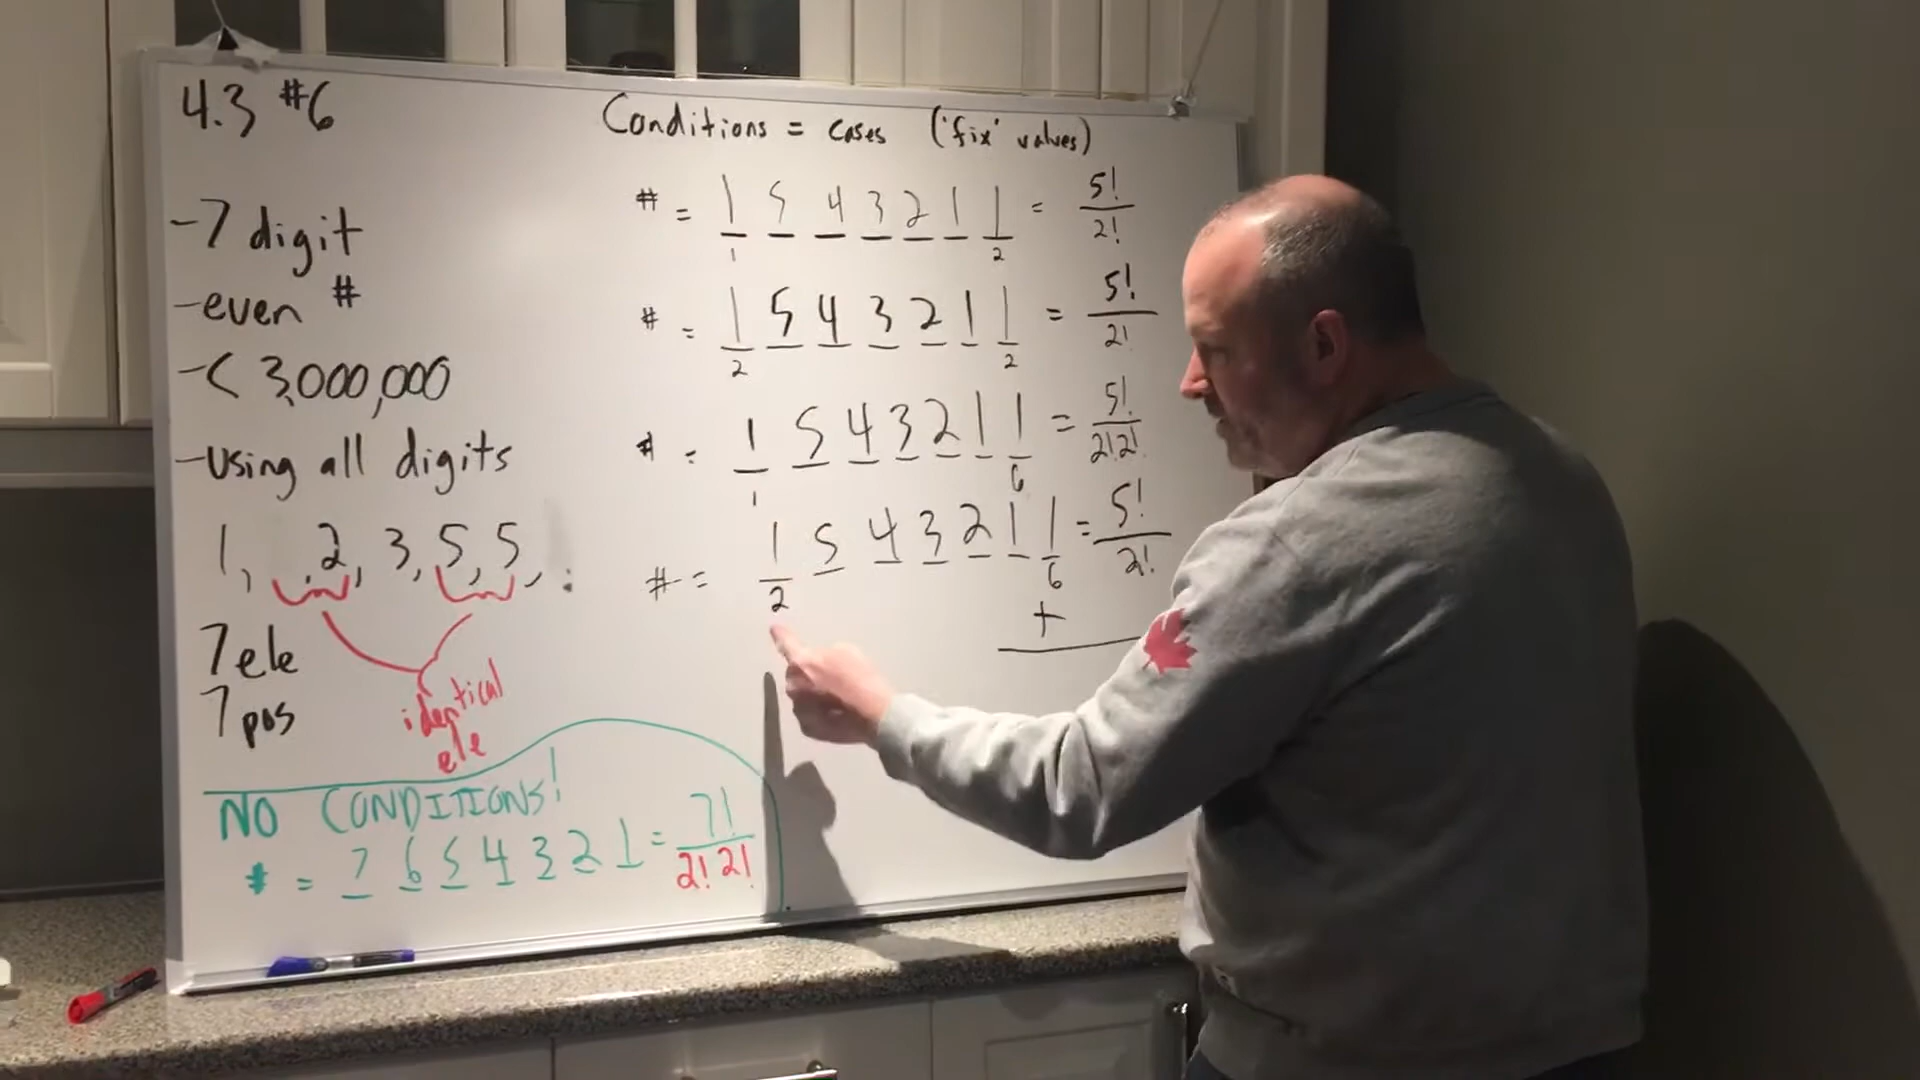 4.3 #6
-7 digit
-even #
-< 3,000,000
-using all digits
1, ,2, 3, 5, 5, .
7 ele
7 pos
identical
ele
NO CONDITIONS!
# = 7 6 5 4 3 2 1 = 7! / 2! 2!
Conditions = cases ('fix' values)
# = 1 5 4 3 2 1 1 = 5! / 2!
1 2
# = 1 5 4 3 2 1 1 = 5! / 2!
2 2
# = 1 5 4 3 2 1 1 = 5! / 2!2!
1 6
# = 1 5 4 3 2 1 1 = 5! / 2!
2 6
+